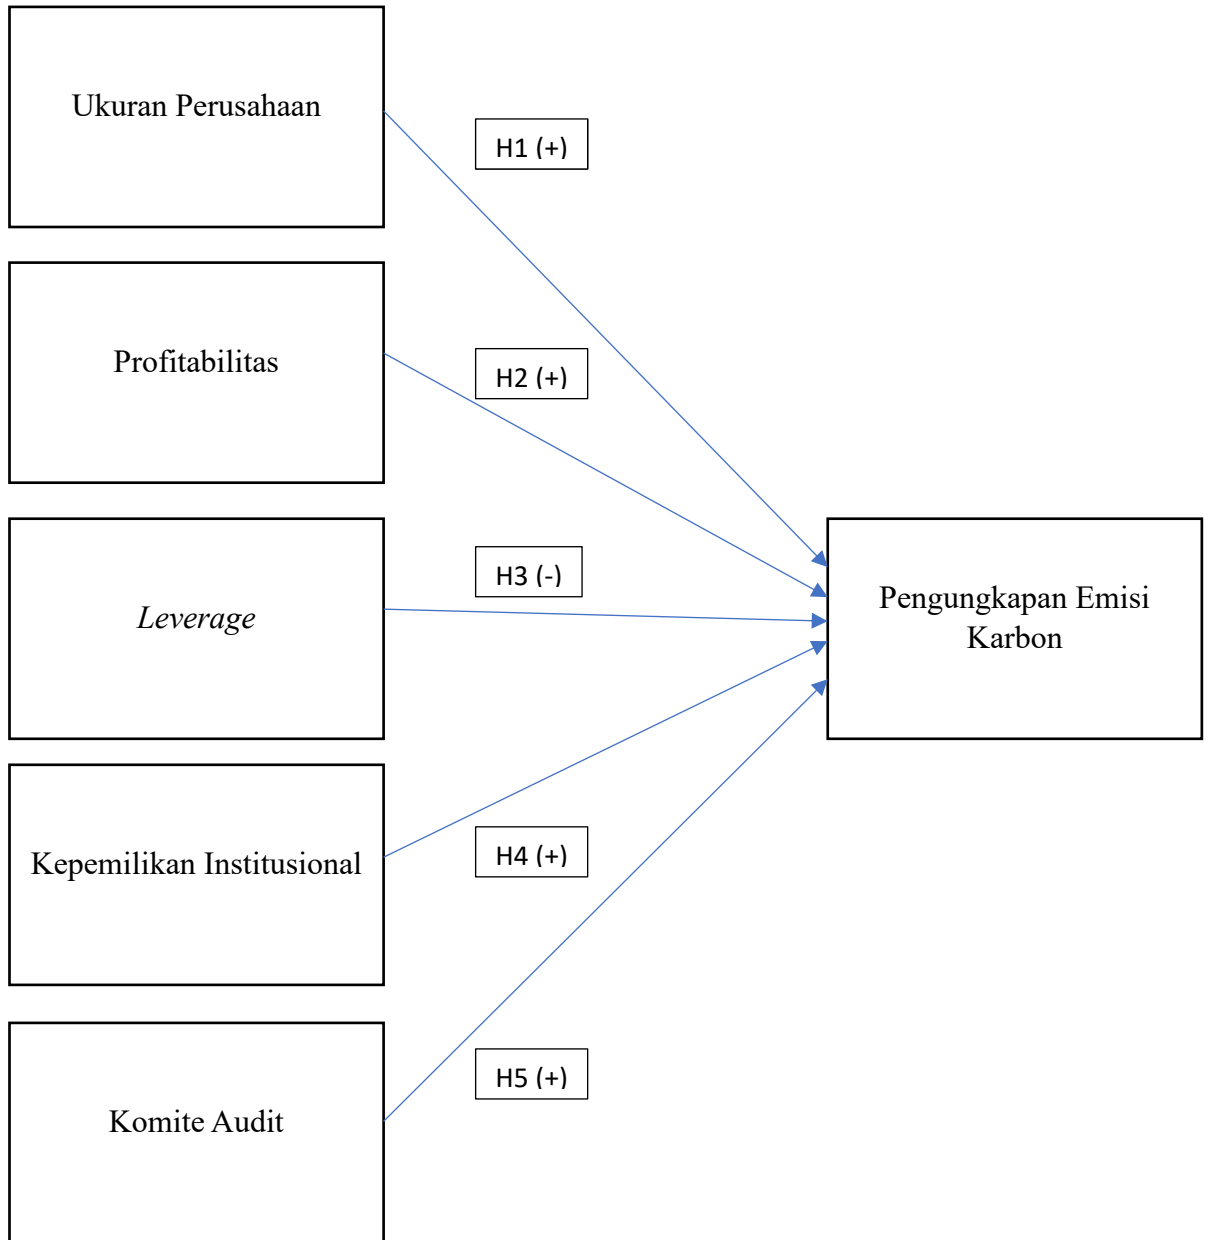 Ukuran Perusahaan
H1 (+)
Profitabilitas
H2 (+)
Leverage
H3 (-)
Pengungkapan Emisi
Karbon
Kepemilikan Institusional
H4 (+)
Komite Audit
H5 (+)